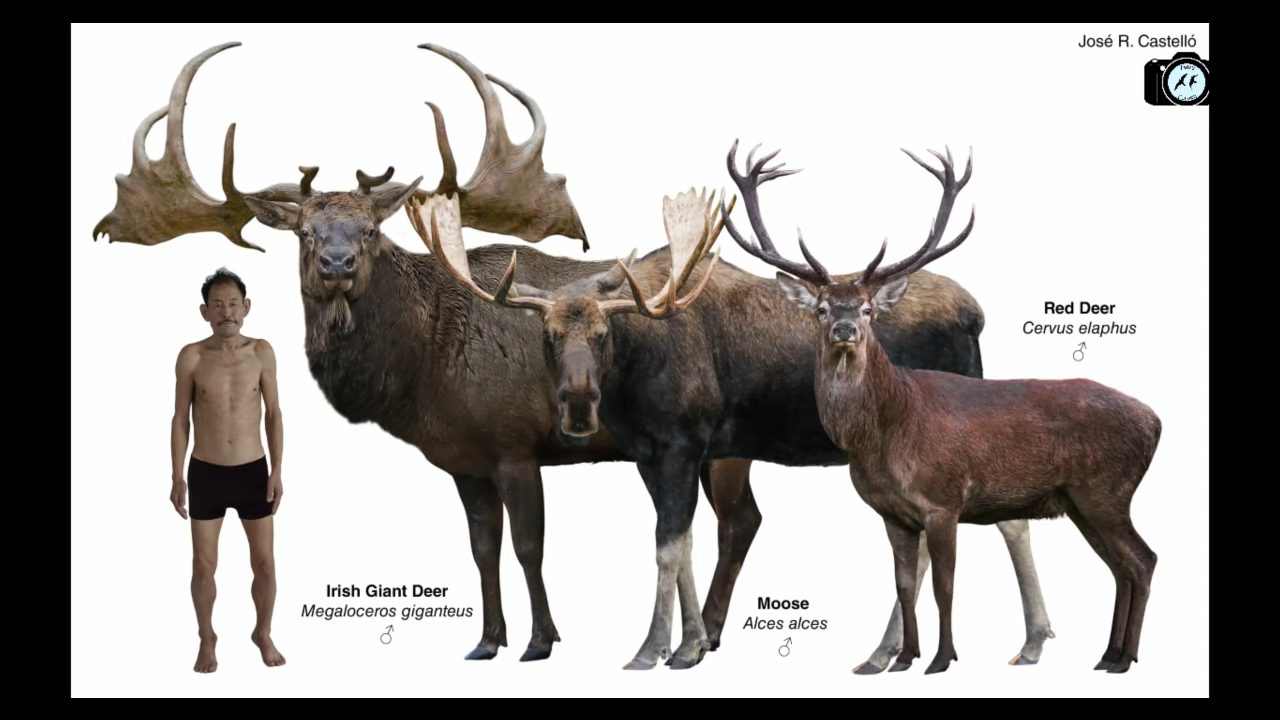 José R. Castelló
Red Deer
Cervus elaphus
♂
Irish Giant Deer
Megaloceros giganteus
♂
Moose
Alces alces
♂